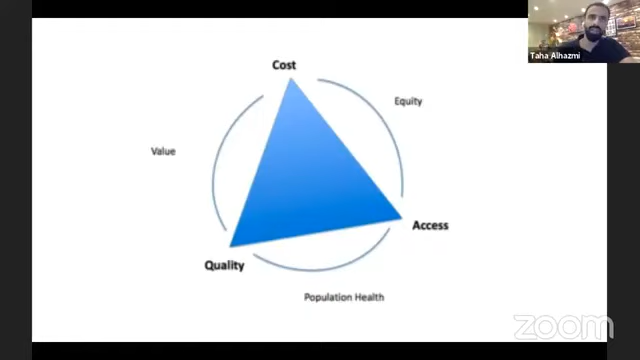 Taha Alhazmi
Cost
Equity
Value
Access
Quality
Population Health
zoom